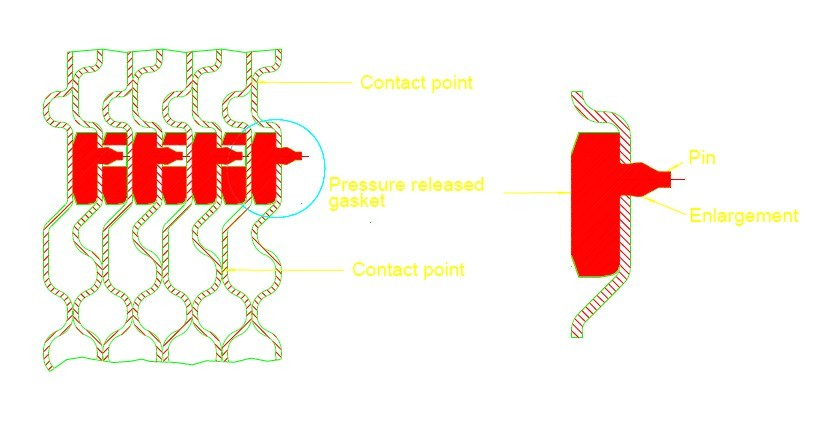 Contact point
Pressure released
gasket
Contact point
Pin
Enlargement